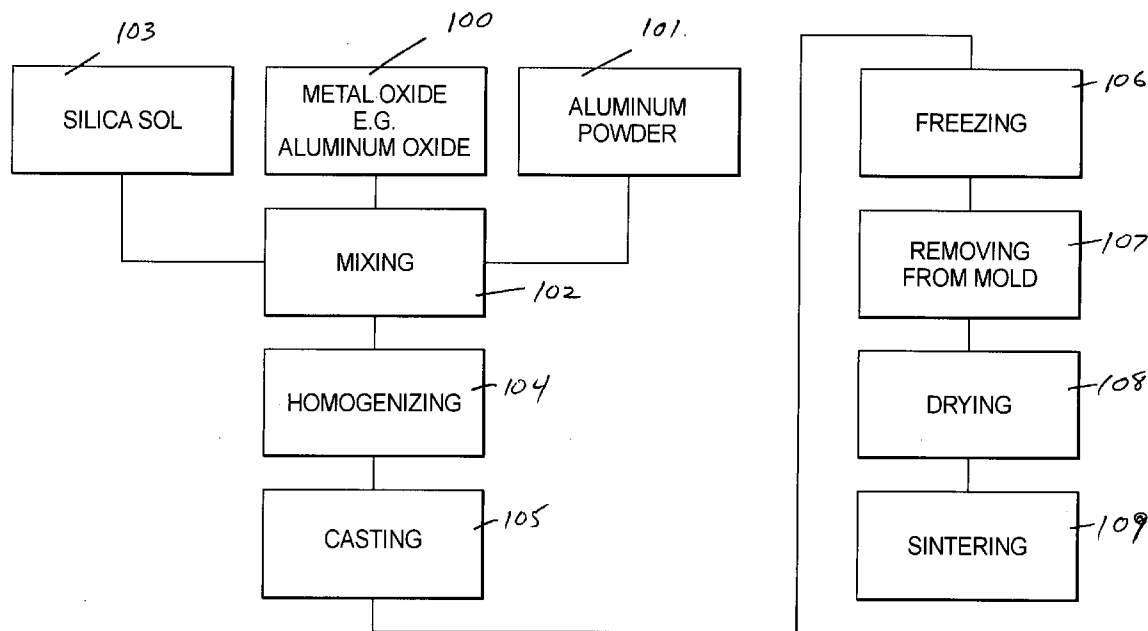 103
100
101.
SILICA SOL
METAL OXIDE
E.G.
ALUMINUM OXIDE
ALUMINUM
POWDER
MIXING
102
HOMOGENIZING
104
CASTING
105
106
FREEZING
REMOVING
FROM MOLD
107
DRYING
108
SINTERING
109